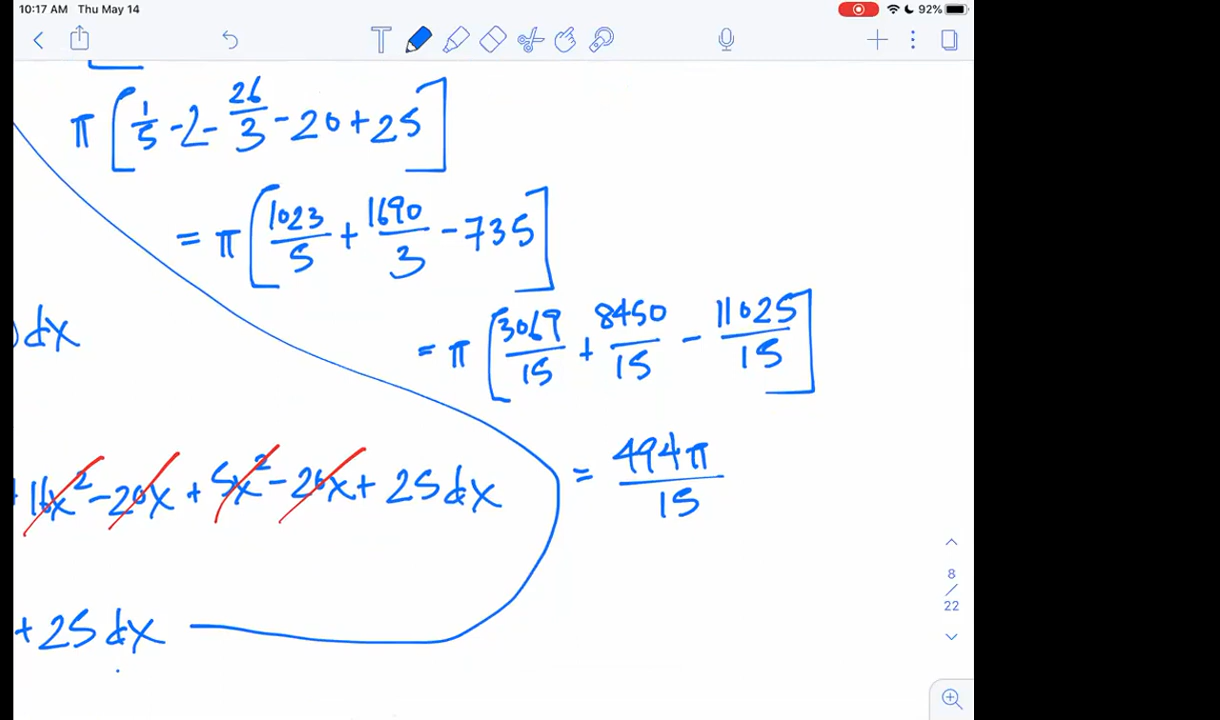 10:17 AM Thu May 14 92%
T
π [1/5 - 2 - 26/3 - 20 + 25]
= π [1023/5 + 1690/3 - 735]
) dx
= π [3069/15 + 8450/15 - 11025/15]
+ 16x² - 20x + 5x² - 20x + 25 dx
= 494π/15
+ 25 dx
8
/
22